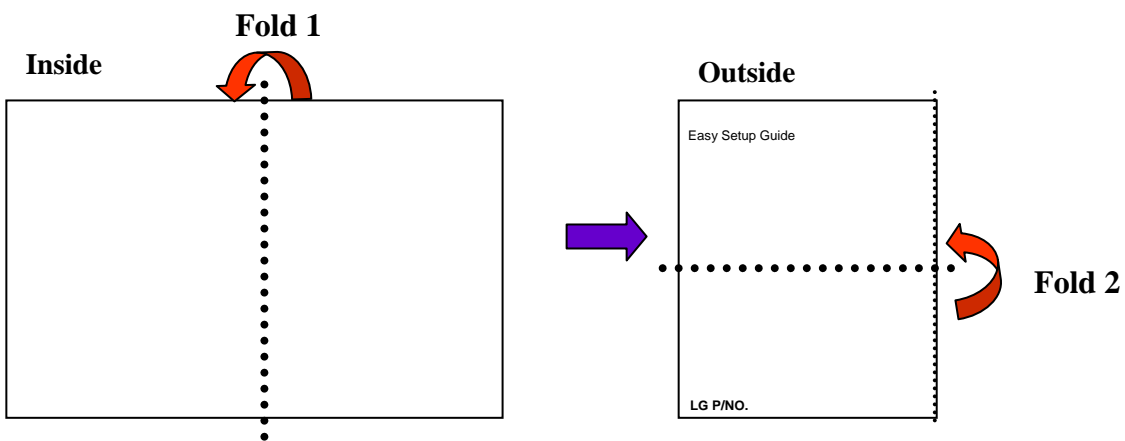 Fold 1
Inside
Outside
Easy Setup Guide
Fold 2
LG P/NO.